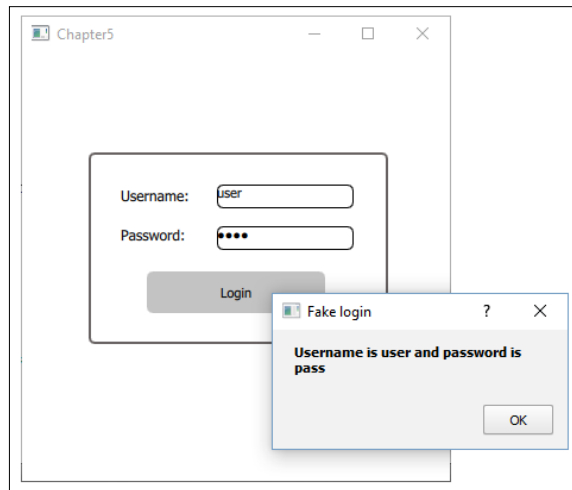 Chapter5
Username:
user
Password:
••••
Login
Fake login
?
Username is user and password is
pass
OK